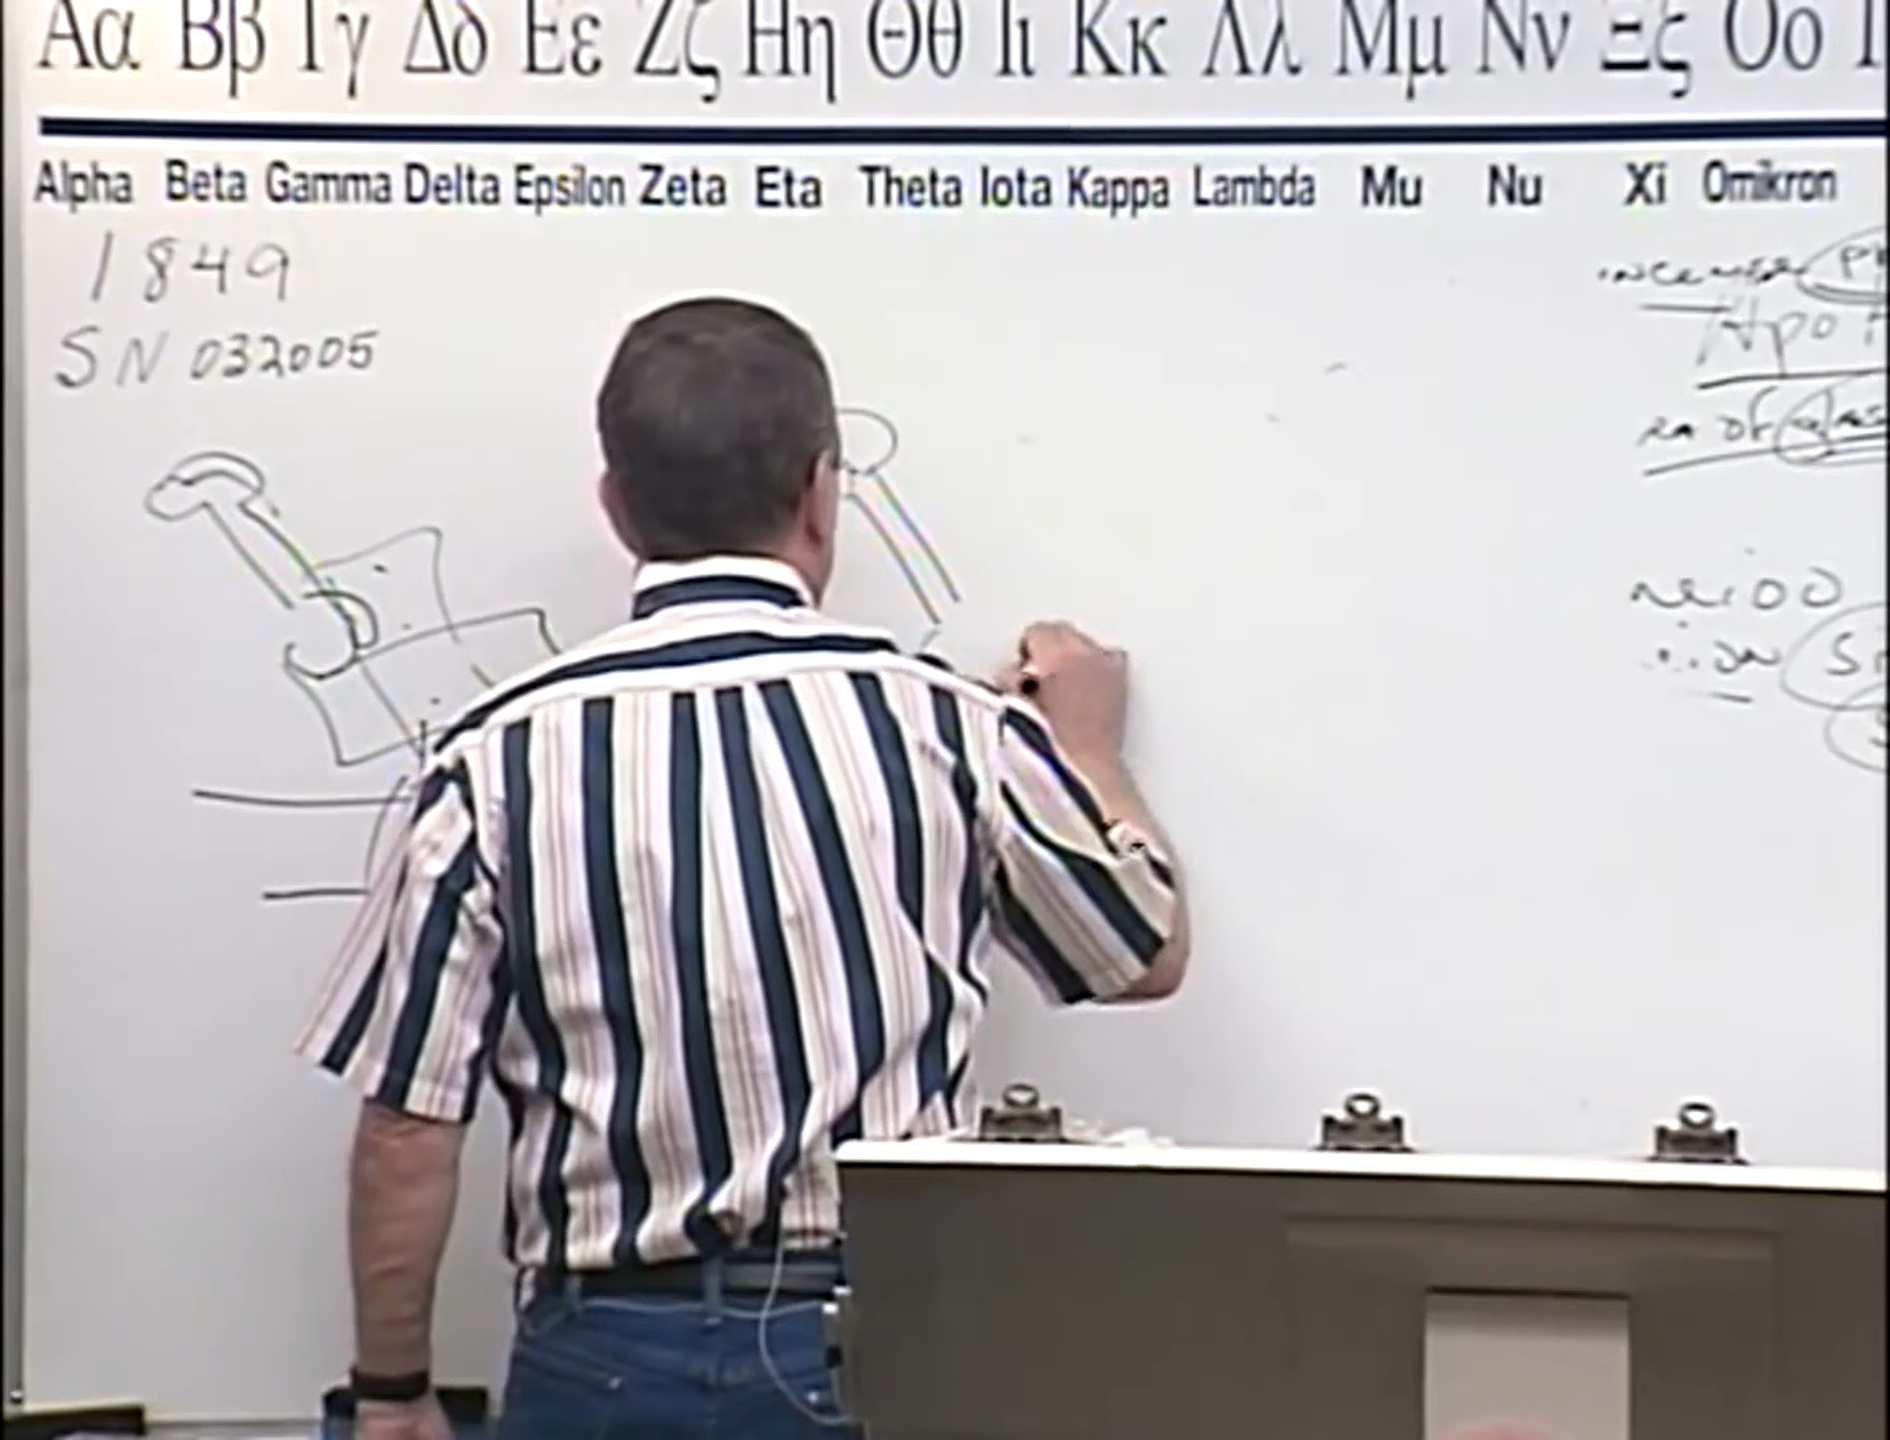 Αα Ββ Γγ Δδ Εε Ζζ Ηη Θθ Ιι Κκ Λλ Μμ Νν Ξξ Οο
Alpha Beta Gamma Delta Epsilon Zeta Eta Theta Iota Kappa Lambda Mu Nu Xi Omikron
1849
SN 032005